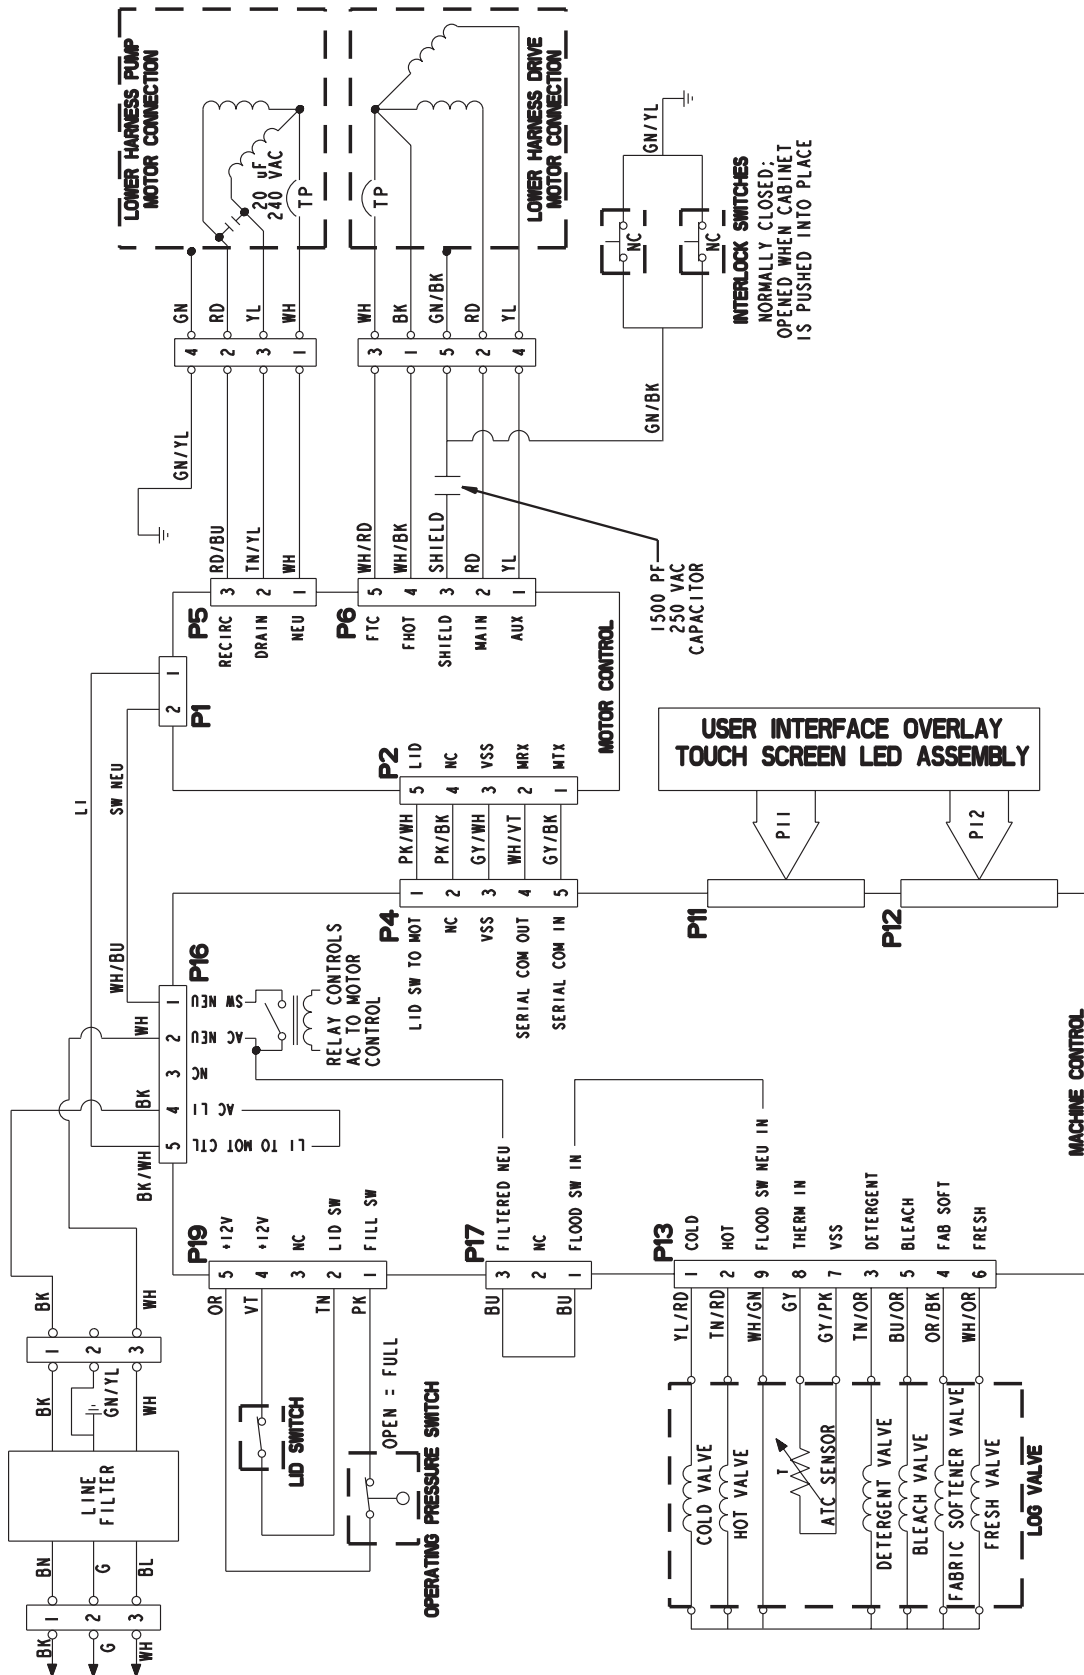 LOWER HARNESS PUMP
MOTOR CONNECTION
20 uF
240 VAC
TP
GN
RD
YL
WH
4
2
3
1
GN/YL
RD/BU
TN/YL
WH
P5
3
2
1
RECIRC
DRAIN
NEU
LOWER HARNESS DRIVE
MOTOR CONNECTION
TP
WH
BK
GN/BK
RD
YL
3
1
5
2
4
WH/RD
WH/BK
SHIELD
RD
YL
P6
5
4
3
2
1
FTC
FHOT
SHIELD
MAIN
AUX
1500 PF
250 VAC
CAPACITOR
GN/BK
GN/YL
NC
NC
INTERLOCK SWITCHES
NORMALLY CLOSED;
OPENED WHEN CABINET
IS PUSHED INTO PLACE
P1
1
2
L1
SW NEU
MOTOR CONTROL
P2
5
4
3
2
1
LID
NC
VSS
MRX
MTX
PK/WH
PK/BK
GY/WH
WH/VT
GY/BK
P4
1
2
3
4
5
LID SW TO MOT
NC
VSS
SERIAL COM OUT
SERIAL COM IN
USER INTERFACE OVERLAY
TOUCH SCREEN LED ASSEMBLY
P11
P12
P11
P12
P16
WH/BU
WH
BK
BK/WH
1
2
3
4
5
SW NEU
AC NEU
NC
AC L1
L1 TO MOT CTL
RELAY CONTROLS
AC TO MOTOR
CONTROL
MACHINE CONTROL
P19
5
4
3
2
1
+12V
+12V
NC
LID SW
FILL SW
OR
VT
TN
PK
LID SWITCH
OPEN = FULL
OPERATING PRESSURE SWITCH
P17
3
2
1
FILTERED NEU
NC
FLOOD SW IN
BU
BU
P13
1
2
9
8
7
3
5
4
6
COLD
HOT
FLOOD SW NEU IN
THERM IN
VSS
DETERGENT
BLEACH
FAB SOFT
FRESH
YL/RD
TN/RD
WH/GN
GY
GY/PK
TN/OR
BU/OR
OR/BK
WH/OR
COLD VALVE
HOT VALVE
T
ATC SENSOR
DETERGENT VALVE
BLEACH VALVE
FABRIC SOFTENER VALVE
FRESH VALVE
LOG VALVE
BK
WH
1
2
3
BK
GN/YL
WH
LINE
FILTER
BN
G
BL
1
2
3
BK
G
WH